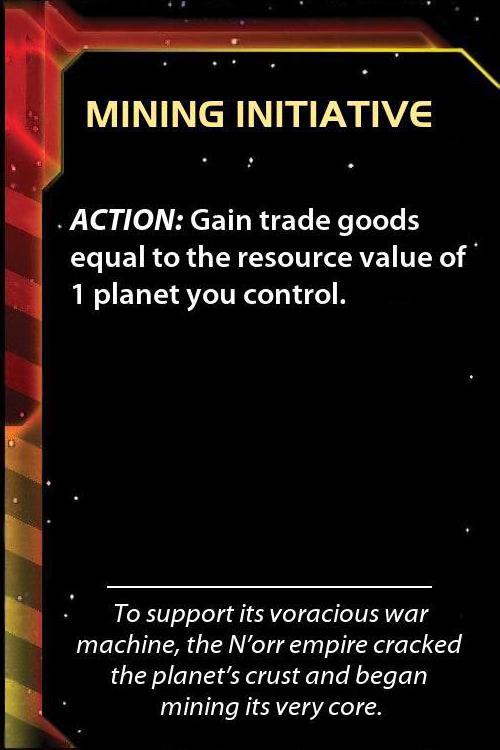 MINING INITIATIVE
ACTION: Gain trade goods
equal to the resource value of
1 planet you control.
To support its voracious war
machine, the N'orr empire cracked
the planet's crust and began
mining its very core.